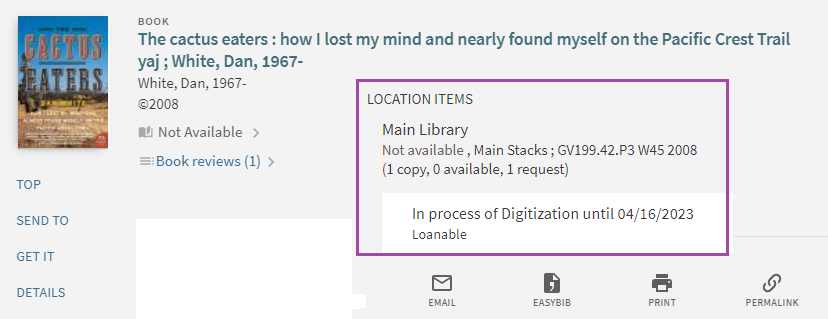 THE
CACTUS
EATERS
DAN WHITE
BOOK
The cactus eaters : how I lost my mind and nearly found myself on the Pacific Crest Trail
yaj ; White, Dan, 1967-
White, Dan, 1967-
©2008
Not Available >
Book reviews (1) >
TOP
SEND TO
GET IT
DETAILS
LOCATION ITEMS
Main Library
Not available , Main Stacks ; GV199.42.P3 W45 2008
(1 copy, 0 available, 1 request)
In process of Digitization until 04/16/2023
Loanable
EMAIL
EASYBIB
PRINT
PERMALINK